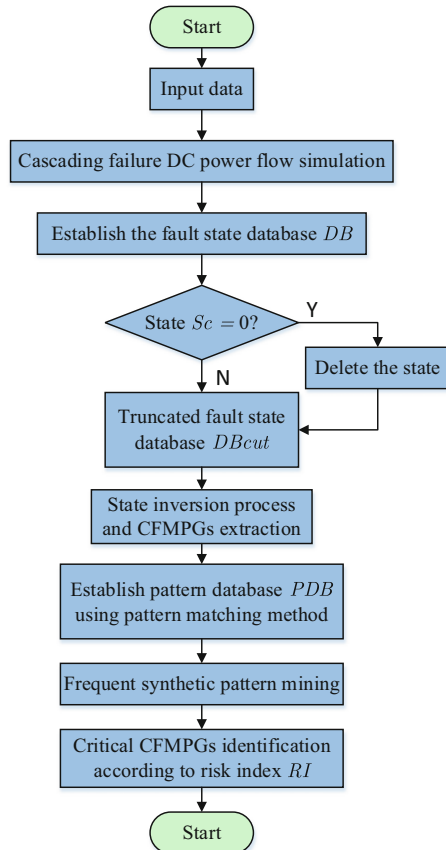 Start
Input data
Cascading failure DC power flow simulation
Establish the fault state database DB
State Sc = 0?
Y
Delete the state
N
Truncated fault state
database DBcut
State inversion process
and CFMPGs extraction
Establish pattern database PDB
using pattern matching method
Frequent synthetic pattern mining
Critical CFMPGs identification
according to risk index RI
Start